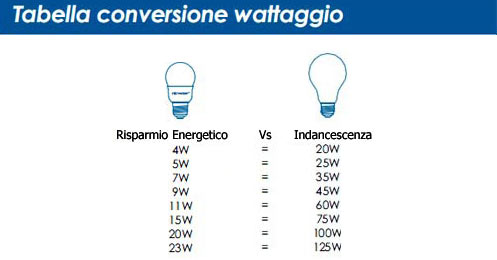 Tabella conversione wattaggio
Risparmio Energetico Vs Indancescenza
4W = 20W
5W = 25W
7W = 35W
9W = 45W
11W = 60W
15W = 75W
20W = 100W
23W = 125W